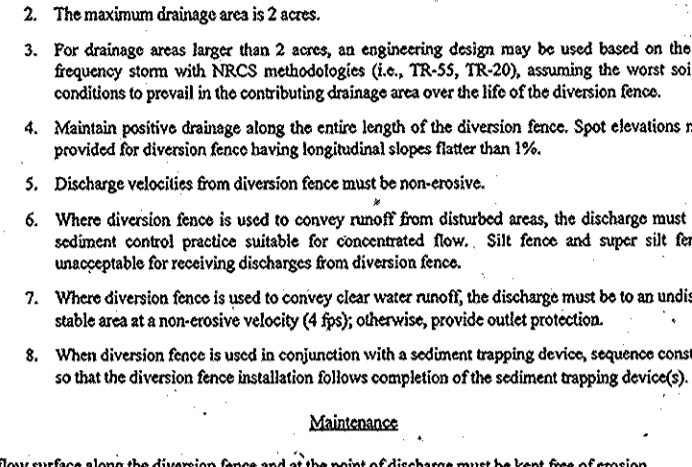 2. The maximum drainage area is 2 acres.
3. For drainage areas larger than 2 acres, an engineering design may be used based on the
frequency storm with NRCS methodologies (i.e., TR-55, TR-20), assuming the worst soi
conditions to prevail in the contributing drainage area over the life of the diversion fence.
4. Maintain positive drainage along the entire length of the diversion fence. Spot elevations
provided for diversion fence having longitudinal slopes flatter than 1%.
5. Discharge velocities from diversion fence must be non-erosive.
6. Where diversion fence is used to convey runoff from disturbed areas, the discharge must
sediment control practice suitable for concentrated flow. Silt fence and super silt fe
unacceptable for receiving discharges from diversion fence.
7. Where diversion fence is used to convey clear water runoff, the discharge must be to an undis
stable area at a non-erosive velocity (4 fps); otherwise, provide outlet protection.
8. When diversion fence is used in conjunction with a sediment trapping device, sequence const
so that the diversion fence installation follows completion of the sediment trapping device(s).
Maintenance
flow surface along the diversion fence and at the point of discharge must be kept free of erosion